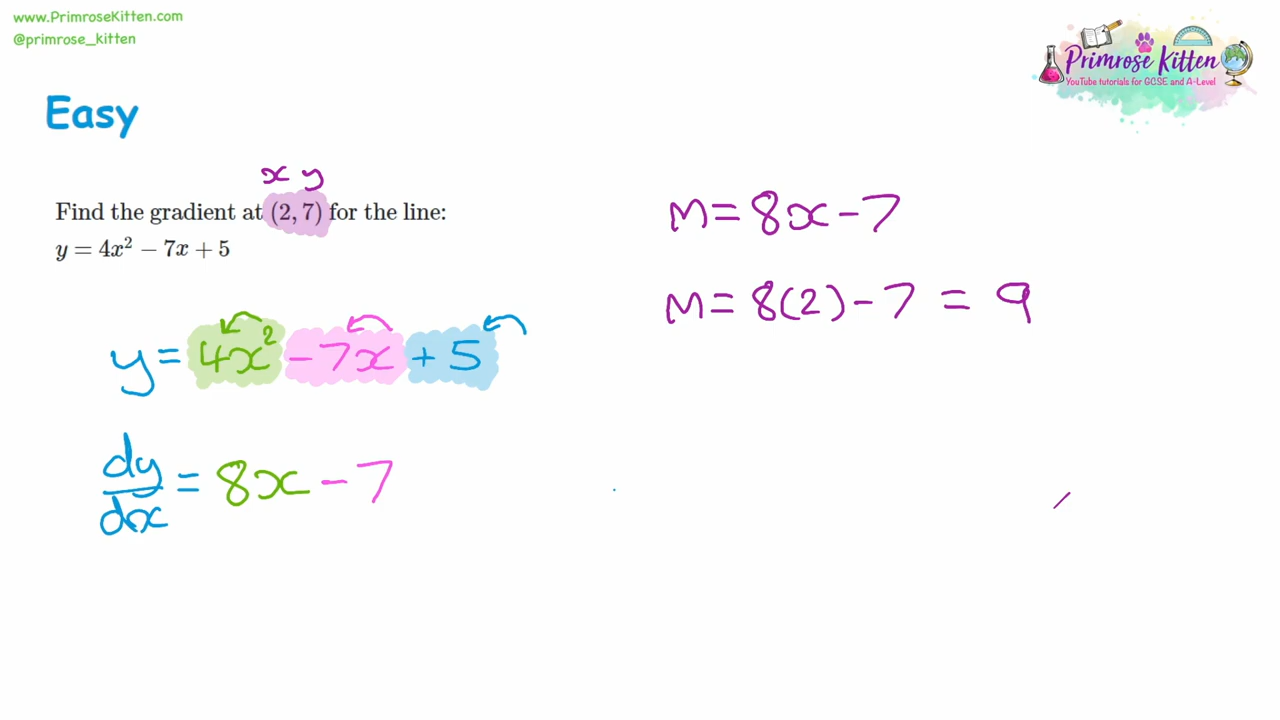 www.PrimroseKitten.com
@primrose_kitten
Primrose Kitten
YouTube tutorials for GCSE and A-Level
Easy
x y
Find the gradient at (2, 7) for the line:
y = 4x² − 7x + 5
y = 4x² − 7x + 5
dy/dx = 8x − 7
m = 8x − 7
m = 8(2) − 7 = 9